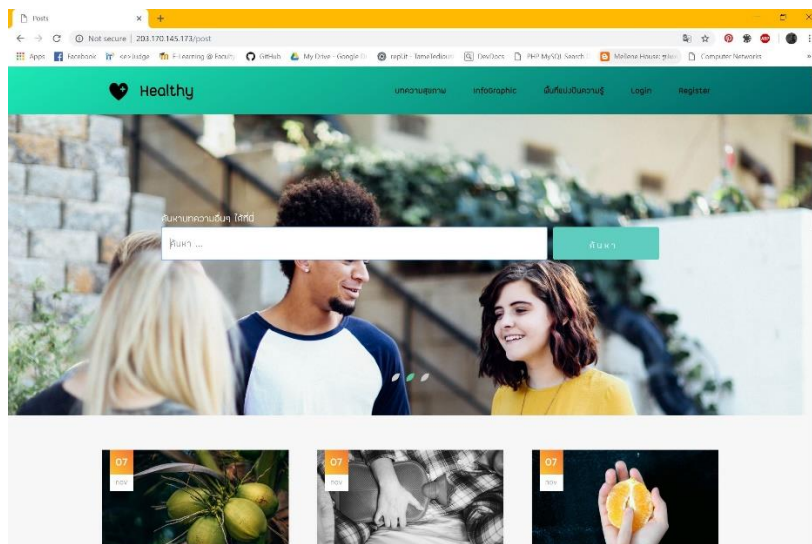 Posts
Not secure | 203.170.145.173/post
Apps Facebook E-Learning @ Faculty GitHub My Drive - Google replit - DevDocs PHP MySQL Search Mellene House: Computer Networks »
Healthy บทความสุขภาพ InfoGraphic พื้นที่แบ่งปันความรู้ Login Register
ค้นหาบทความอื่นๆ ได้ที่นี่
ค้นหา ... ค้นหา
07 07 07
nov nov nov